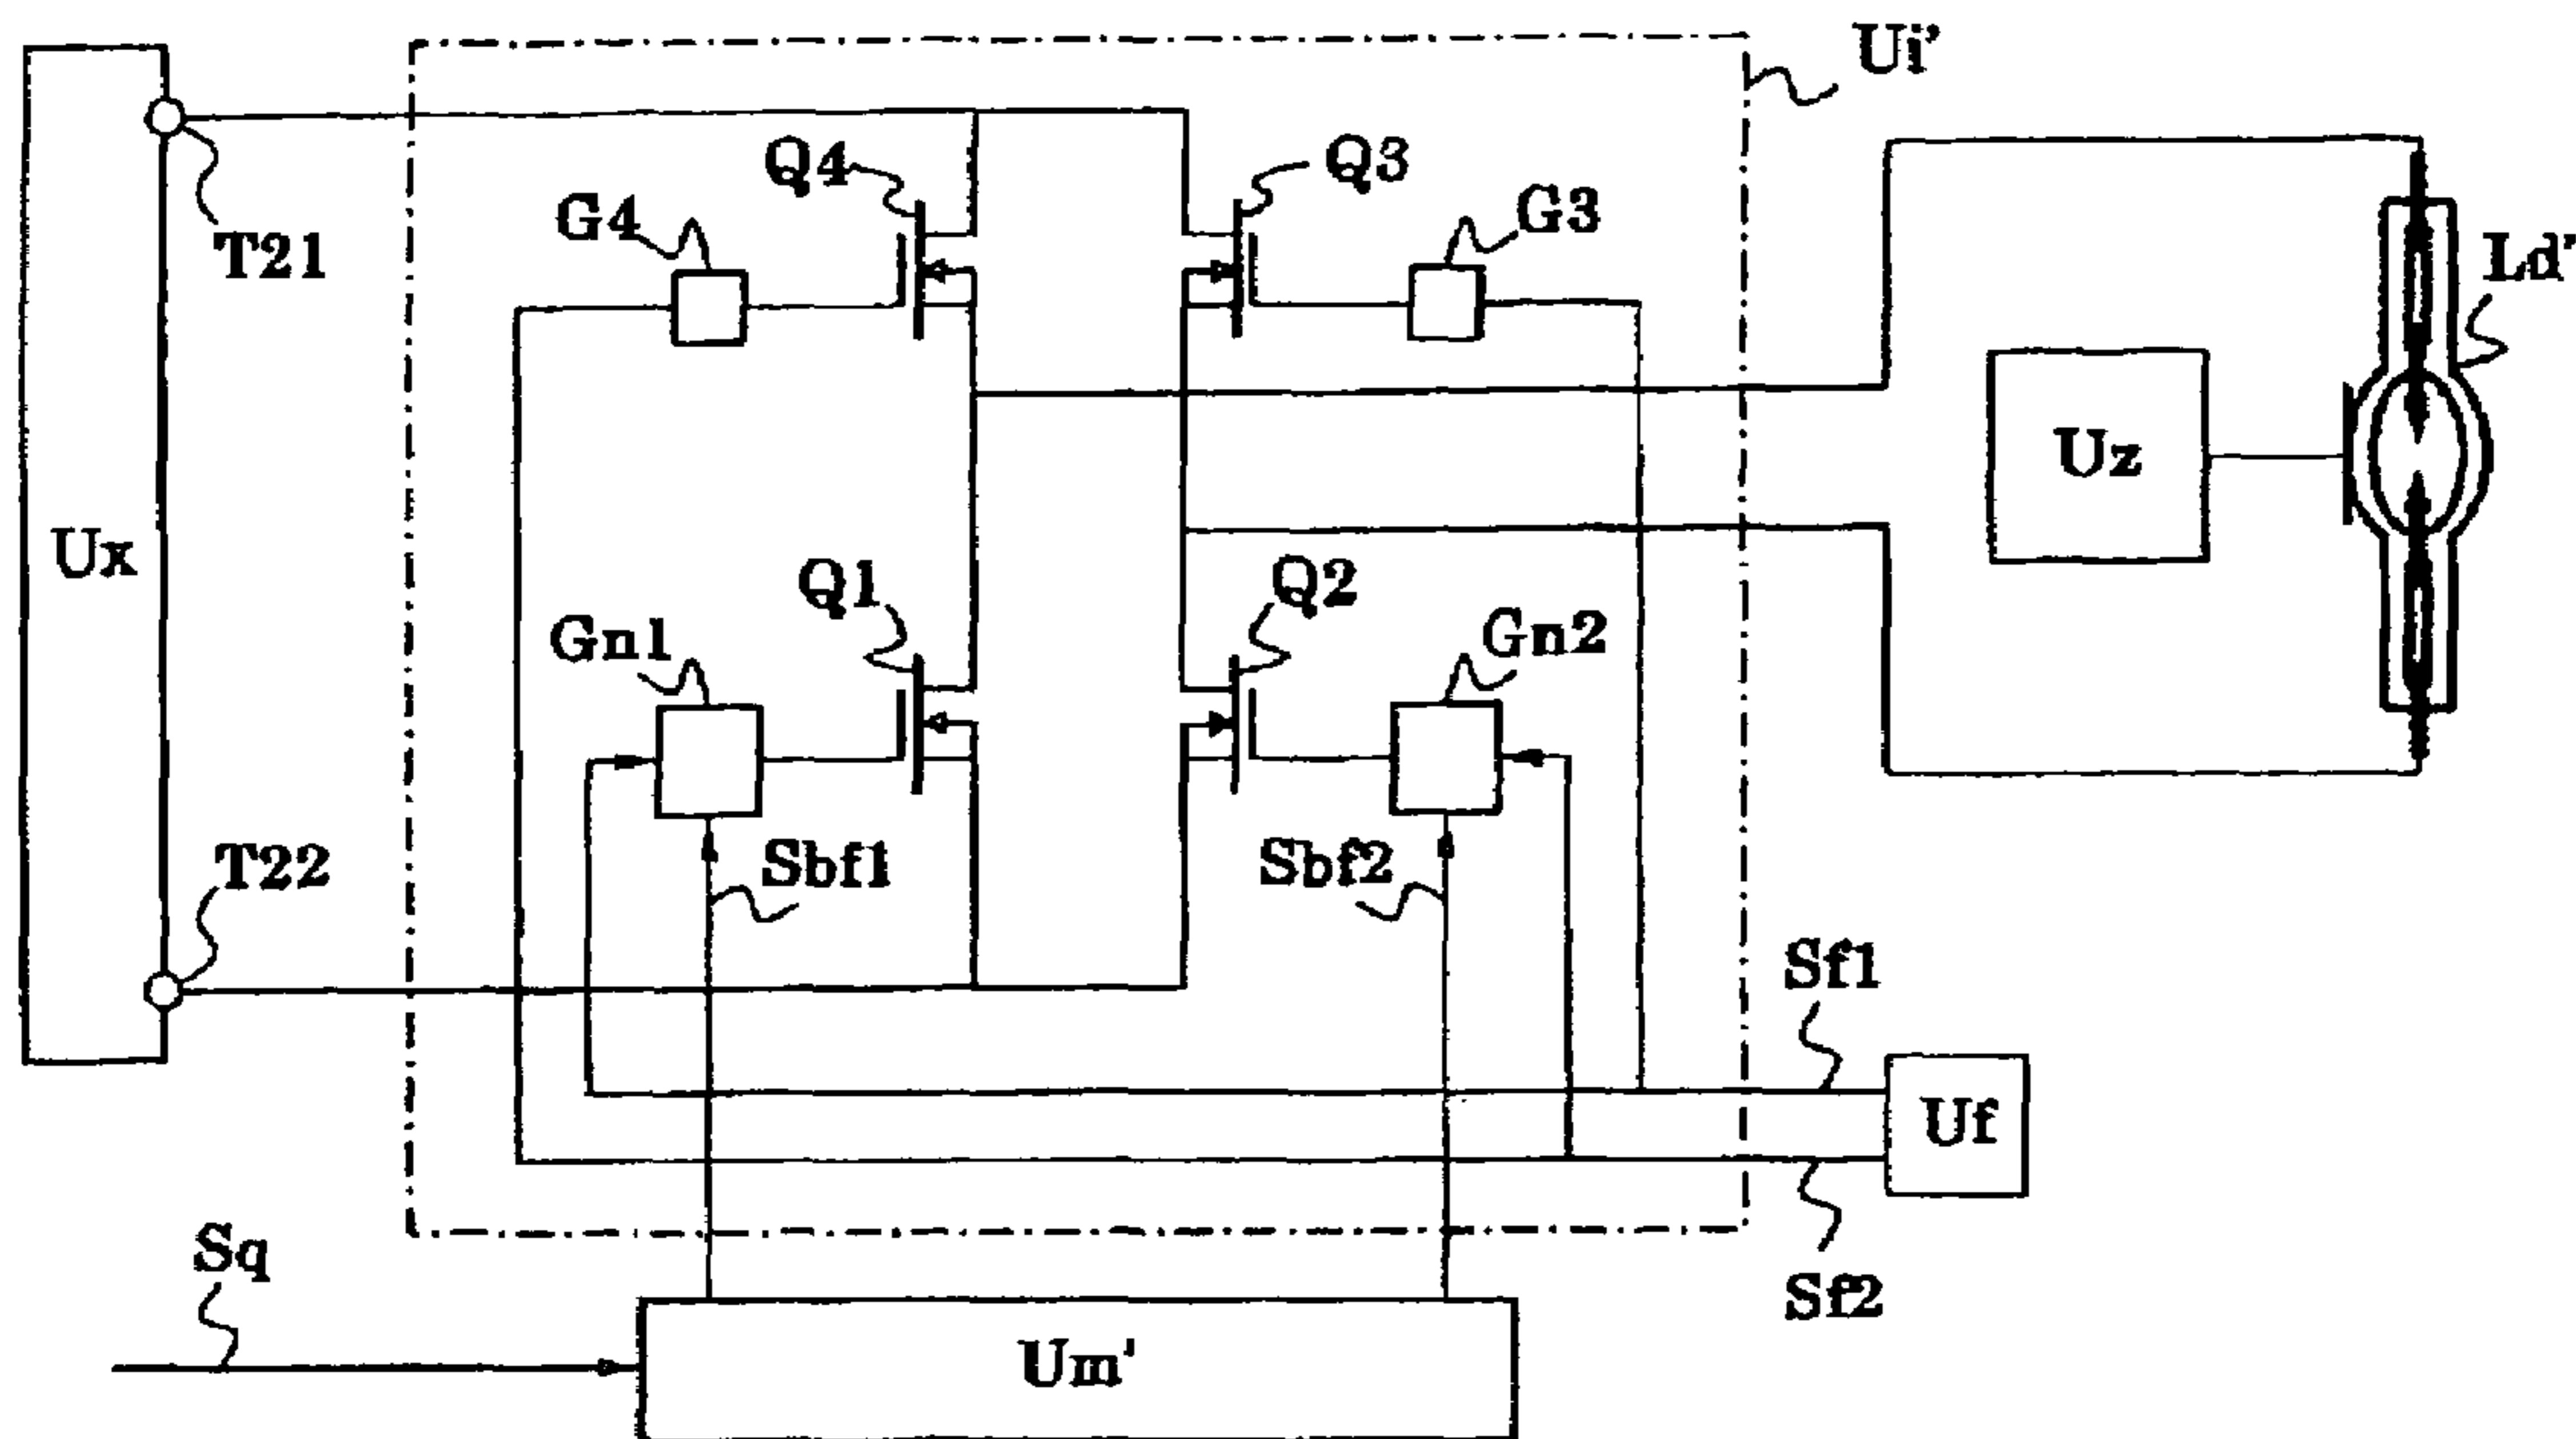 Ui'
Q4
Q3
G4
G3
T21
Ld'
Ux
Uz
Q1
Q2
Gn1
Gn2
T22
Sbf1
Sbf2
Sf1
Uf
Sq
Sf2
Um'